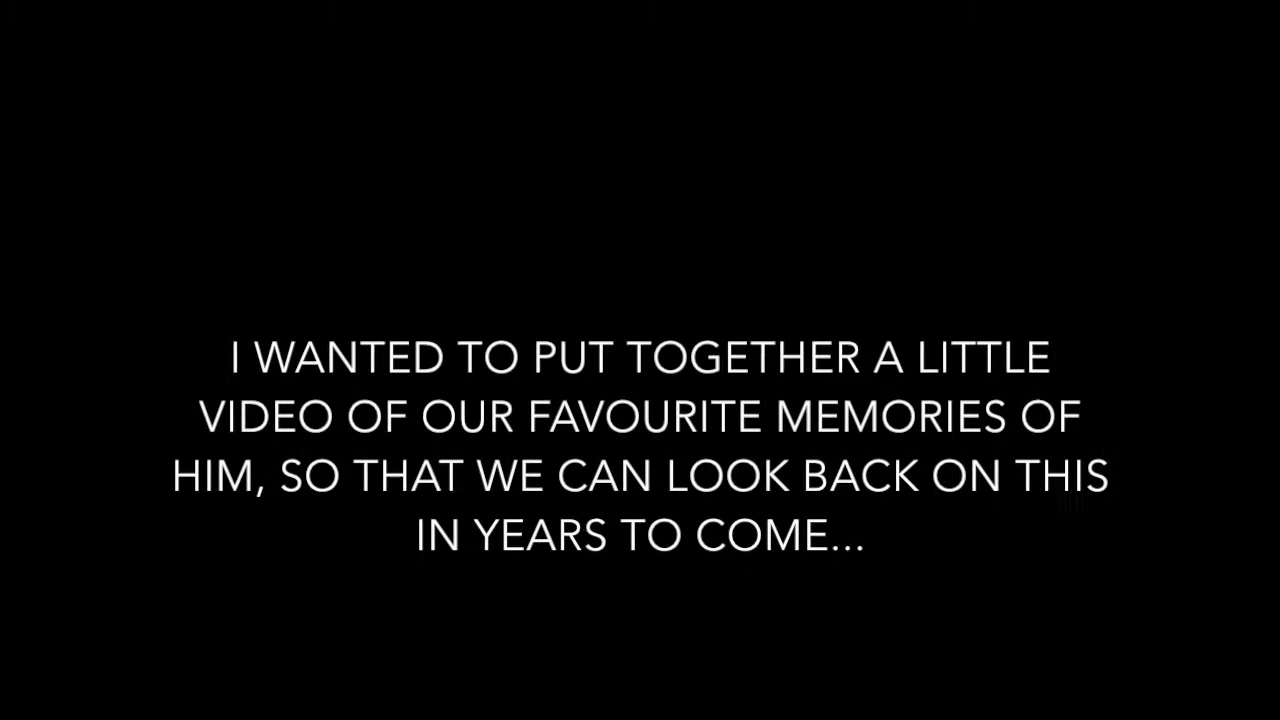 I WANTED TO PUT TOGETHER A LITTLE
VIDEO OF OUR FAVOURITE MEMORIES OF
HIM, SO THAT WE CAN LOOK BACK ON THIS
IN YEARS TO COME...